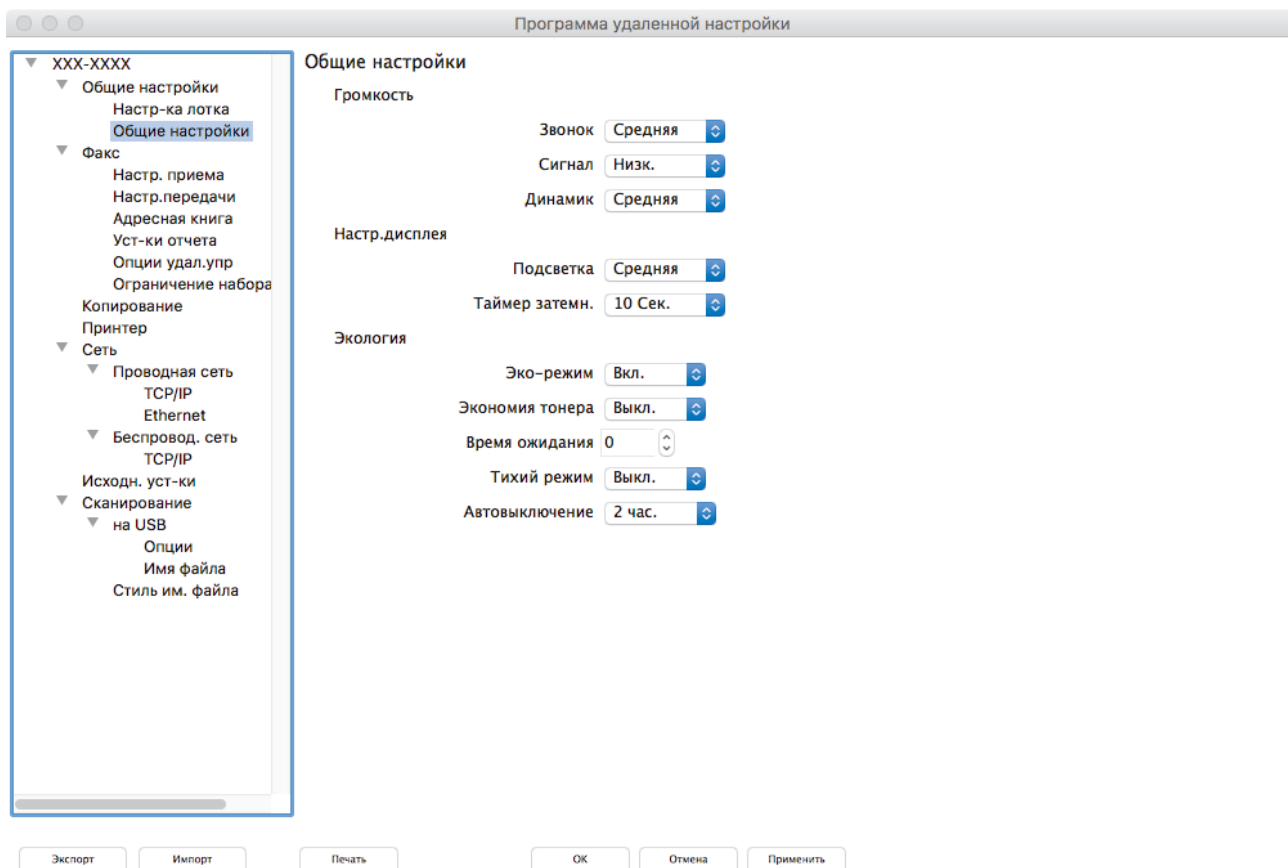 Программа удаленной настройки
XXX-XXXX
Общие настройки
Настр-ка лотка
Общие настройки
Факс
Настр. приема
Настр.передачи
Адресная книга
Уст-ки отчета
Опции удал.упр
Ограничение набора
Копирование
Принтер
Сеть
Проводная сеть
TCP/IP
Ethernet
Беспровод. сеть
TCP/IP
Исходн. уст-ки
Сканирование
на USB
Опции
Имя файла
Стиль им. файла
Общие настройки
Громкость
Звонок Средняя
Сигнал Низк.
Динамик Средняя
Настр.дисплея
Подсветка Средняя
Таймер затемн. 10 Сек.
Экология
Эко-режим Вкл.
Экономия тонера Выкл.
Время ожидания 0
Тихий режим Выкл.
Автовыключение 2 час.
Экспорт Импорт Печать OK Отмена Применить